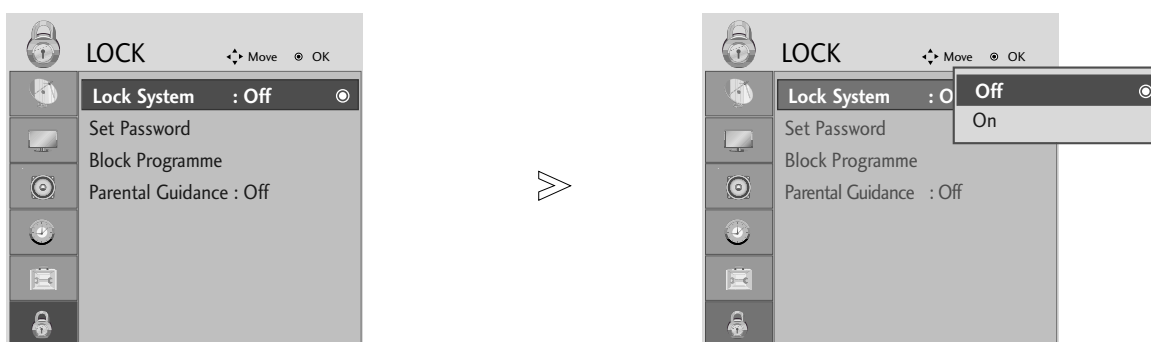 LOCK Move OK
Lock System : Off
Set Password
Block Programme
Parental Guidance : Off
LOCK Move OK
Lock System : O
Off
On
Set Password
Block Programme
Parental Guidance : Off